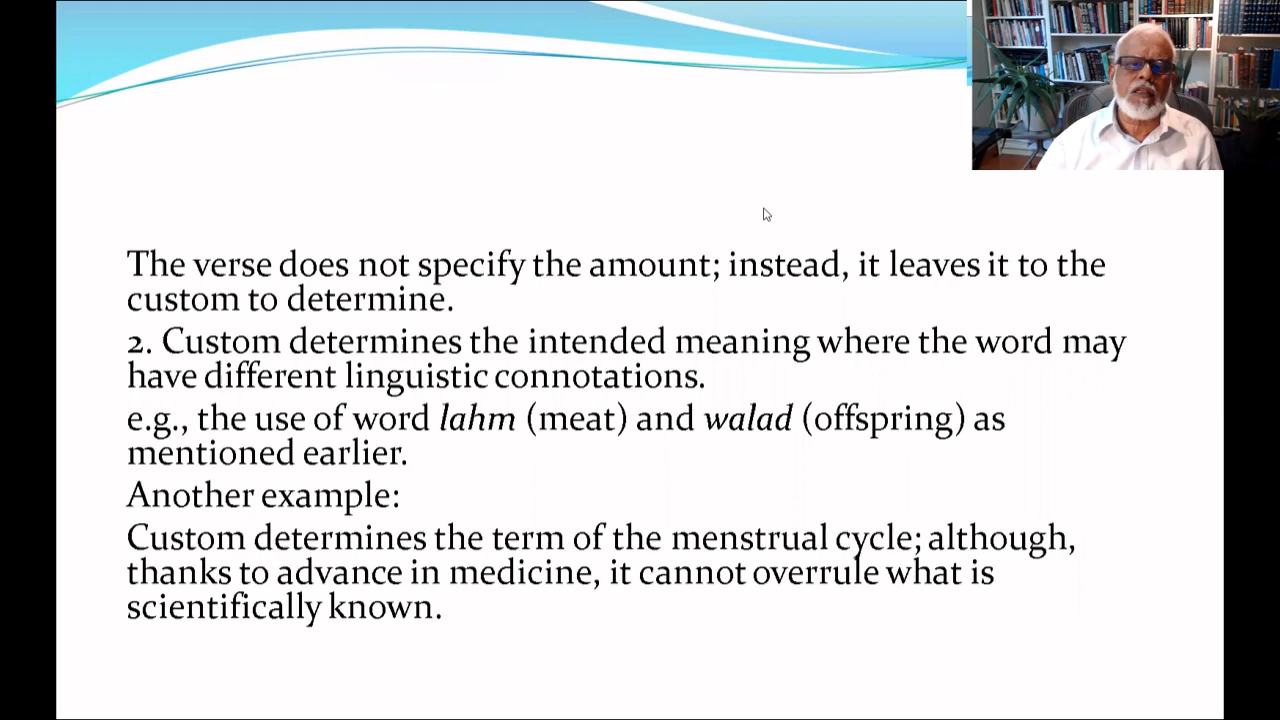 The verse does not specify the amount; instead, it leaves it to the
custom to determine.
2. Custom determines the intended meaning where the word may
have different linguistic connotations.
e.g., the use of word lahm (meat) and walad (offspring) as
mentioned earlier.
Another example:
Custom determines the term of the menstrual cycle; although,
thanks to advance in medicine, it cannot overrule what is
scientifically known.